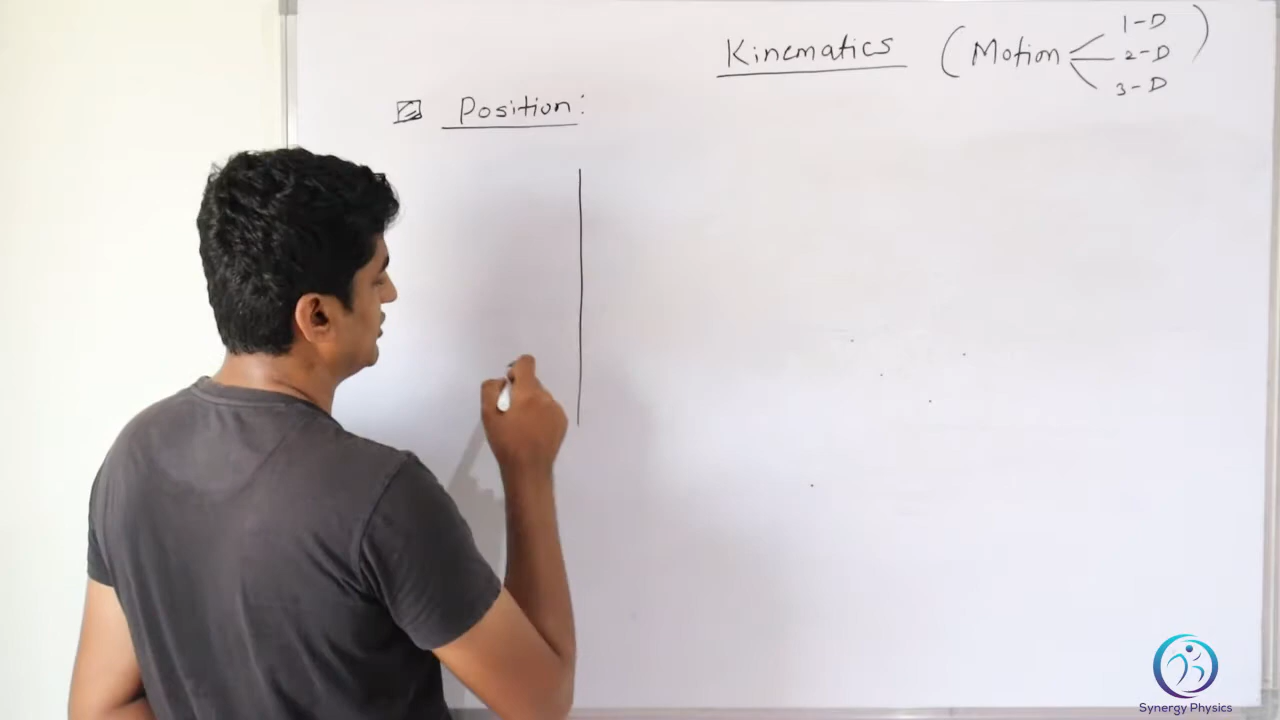 Kinematics (Motion 1-D
2-D
3-D)
Position:
Synergy Physics